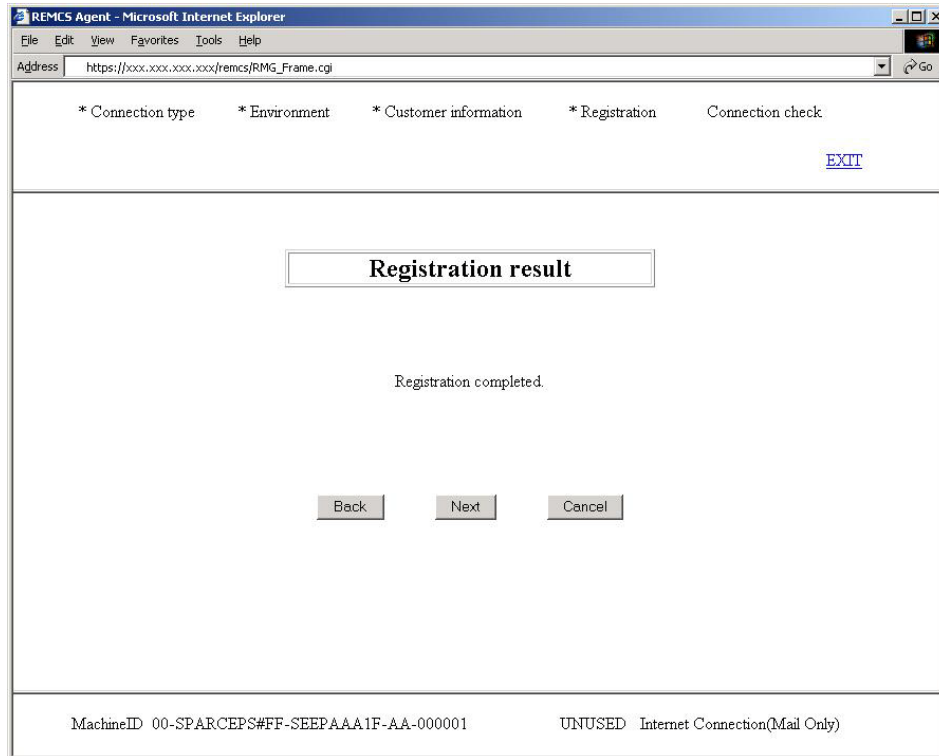 REMCS Agent - Microsoft Internet Explorer
File Edit View Favorites Tools Help
Address https://xxx.xxx.xxx.xxx/remcs/RMG_Frame.cgi Go
* Connection type * Environment * Customer information * Registration Connection check
EXIT
Registration result
Registration completed.
Back Next Cancel
MachineID 00-SPARCEPS#FF-SEEPAAA1F-AA-000001 UNUSED Internet Connection(Mail Only)